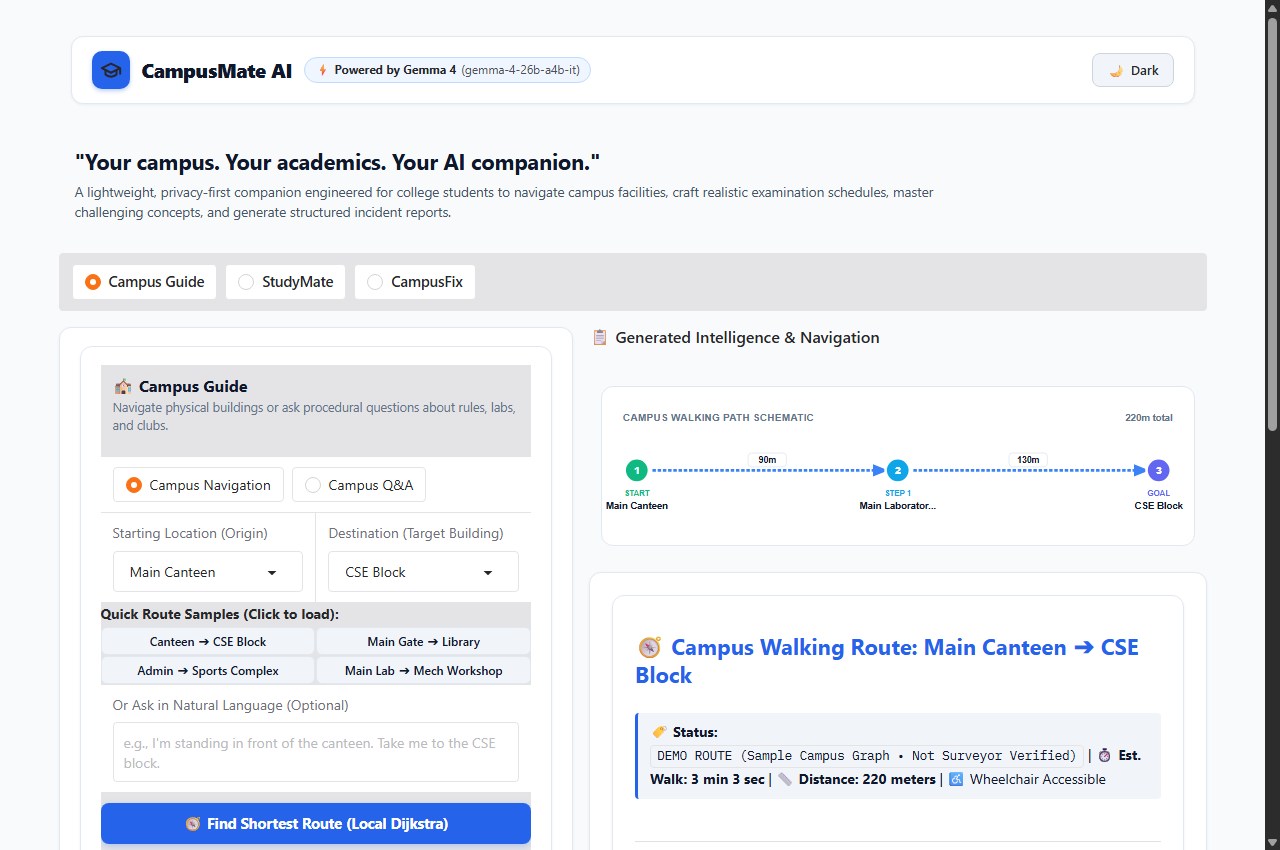 CampusMate AI
Powered by Gemma 4 (gemma-4-26b-a4b-it)
Dark
"Your campus. Your academics. Your AI companion."
A lightweight, privacy-first companion engineered for college students to navigate campus facilities, craft realistic examination schedules, master
challenging concepts, and generate structured incident reports.
Campus Guide
StudyMate
CampusFix
Campus Guide
Navigate physical buildings or ask procedural questions about rules, labs,
and clubs.
Campus Navigation
Campus Q&A
Starting Location (Origin)
Destination (Target Building)
Main Canteen
CSE Block
Quick Route Samples (Click to load):
Canteen ➔ CSE Block
Main Gate ➔ Library
Admin ➔ Sports Complex
Main Lab ➔ Mech Workshop
Or Ask in Natural Language (Optional)
e.g., I'm standing in front of the canteen. Take me to the CSE
block.
Find Shortest Route (Local Dijkstra)
Generated Intelligence & Navigation
CAMPUS WALKING PATH SCHEMATIC
220m total
90m
130m
1
2
3
START
STEP 1
GOAL
Main Canteen
Main Laborator...
CSE Block
Campus Walking Route: Main Canteen ➔ CSE
Block
Status:
DEMO ROUTE (Sample Campus Graph • Not Surveyor Verified) | Est.
Walk: 3 min 3 sec | Distance: 220 meters | Wheelchair Accessible